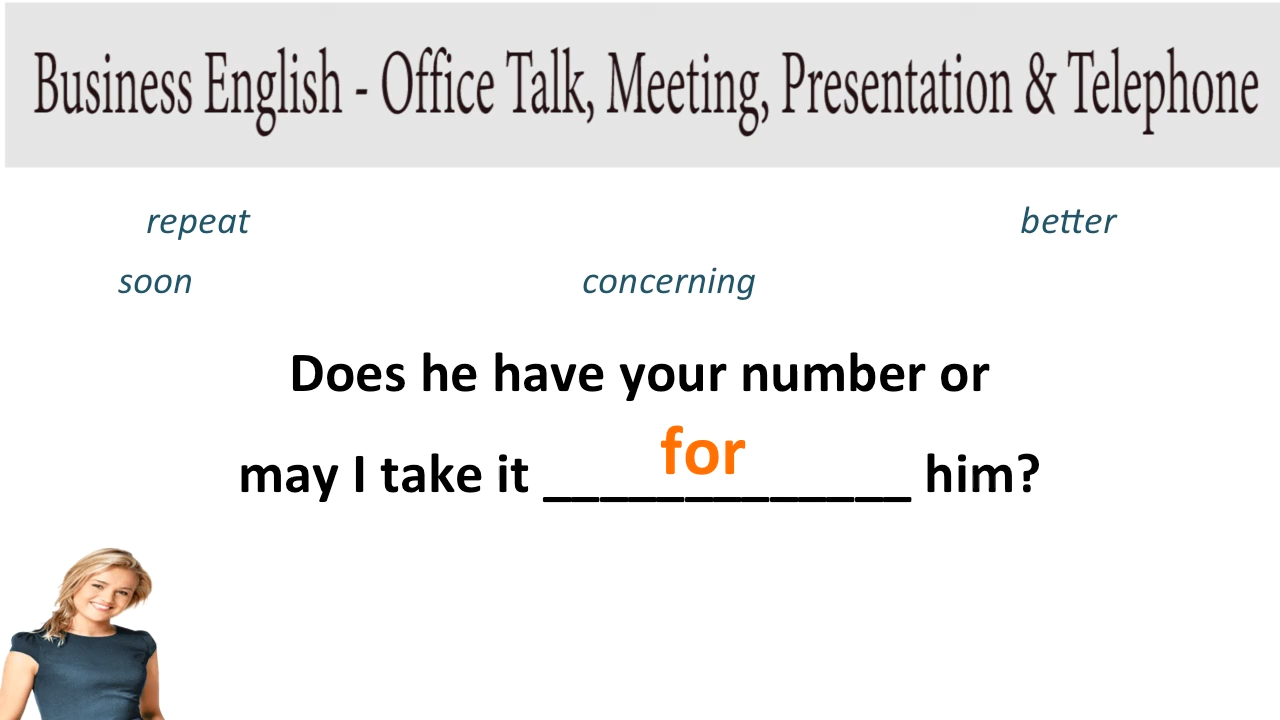 Business English - Office Talk, Meeting, Presentation & Telephone
repeat better
soon concerning
Does he have your number or
may I take it _____________ him?
for